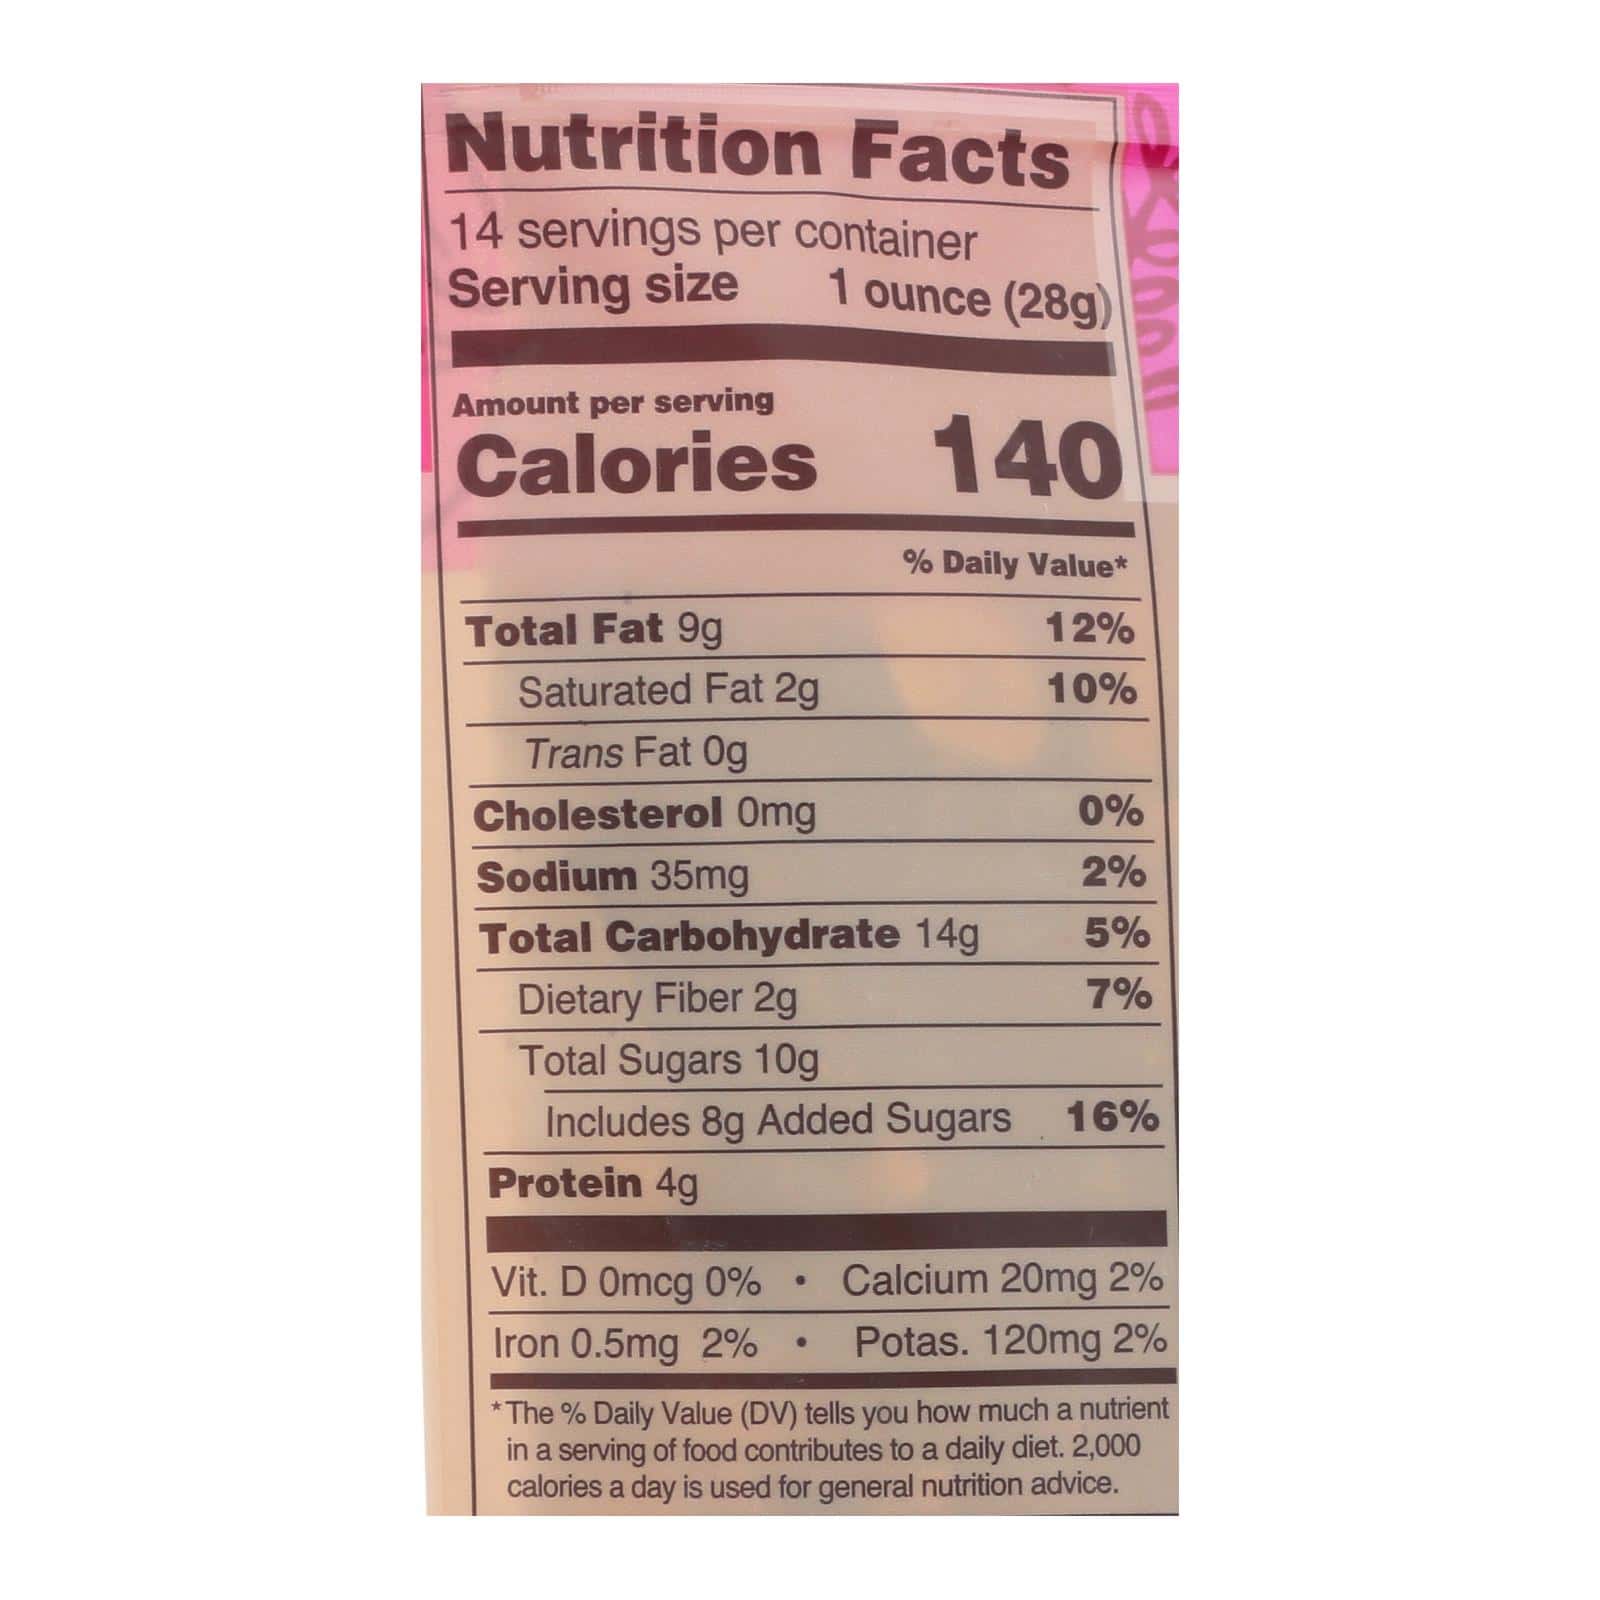 Nutrition Facts
14 servings per container
Serving size 1 ounce (28g)
Amount per serving
Calories 140
% Daily Value*
Total Fat 9g 12%
Saturated Fat 2g 10%
Trans Fat 0g
Cholesterol 0mg 0%
Sodium 35mg 2%
Total Carbohydrate 14g 5%
Dietary Fiber 2g 7%
Total Sugars 10g
Includes 8g Added Sugars 16%
Protein 4g
Vit. D 0mcg 0% • Calcium 20mg 2%
Iron 0.5mg 2% • Potas. 120mg 2%
*The % Daily Value (DV) tells you how much a nutrient
in a serving of food contributes to a daily diet. 2,000
calories a day is used for general nutrition advice.